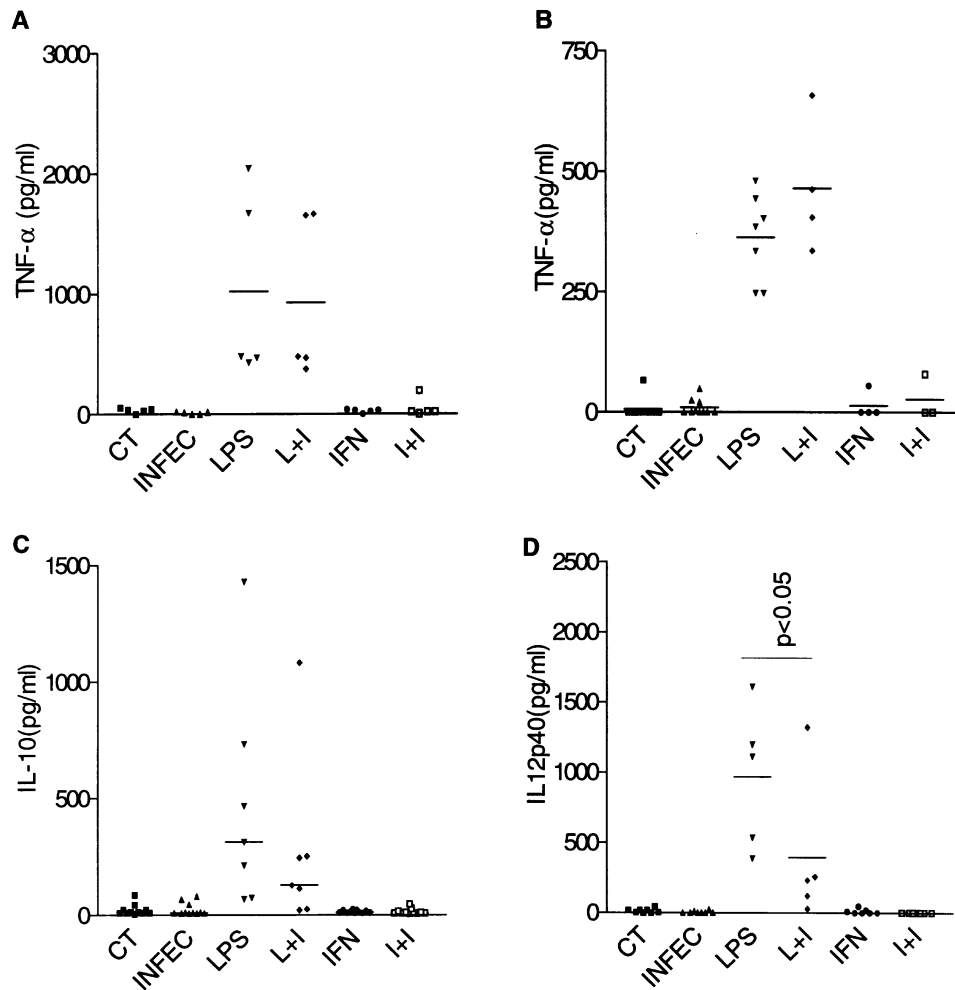 A
TNF-α (pg/ml)
3000
2000
1000
0
CT INFEC LPS L+I IFN I+I
B
TNF-α(pg/ml)
750
500
250
0
CT INFEC LPS L+I IFN I+I
C
IL-10(pg/ml)
1500
1000
500
0
CT INFEC LPS L+I IFN I+I
D
IL12p40(pg/ml)
2500
2000
1500
1000
500
0
p<0.05
CT INFEC LPS L+I IFN I+I